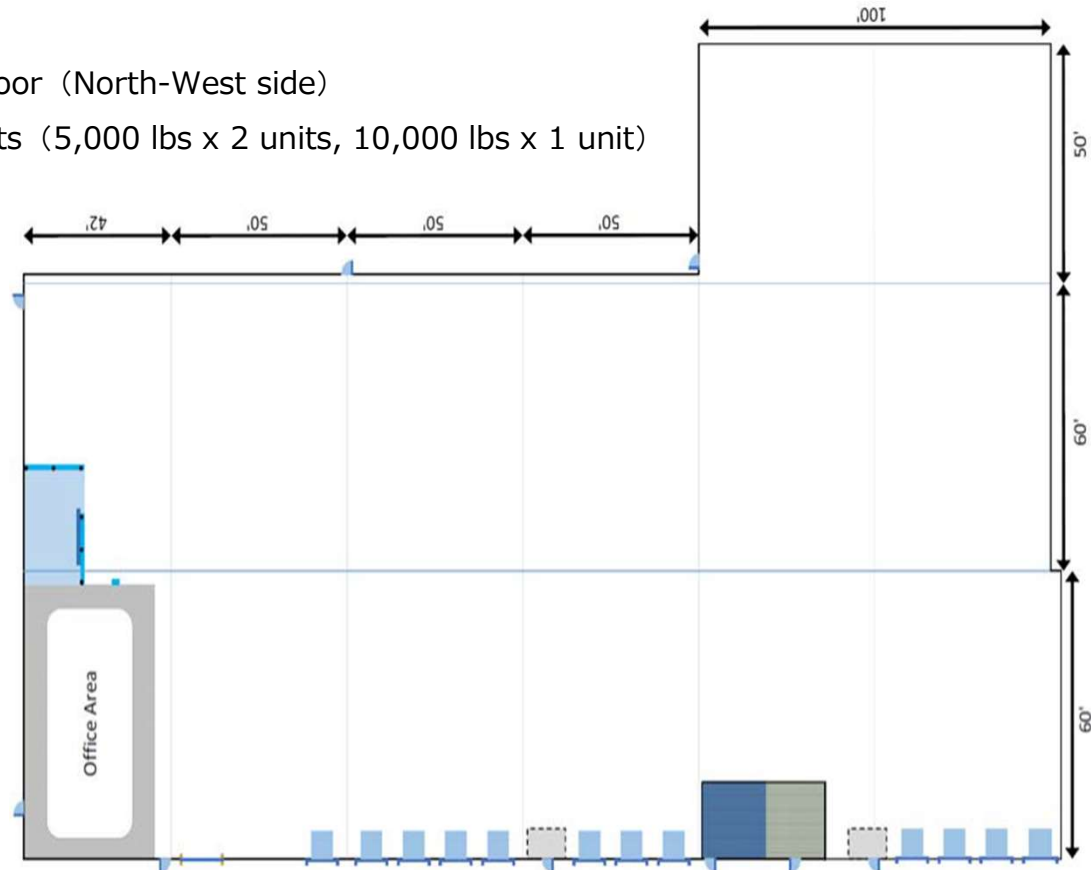 100'
oor（North-West side）
ts（5,000 lbs x 2 units, 10,000 lbs x 1 unit）
50'
42'
50'
50'
50'
60'
Office Area
60'